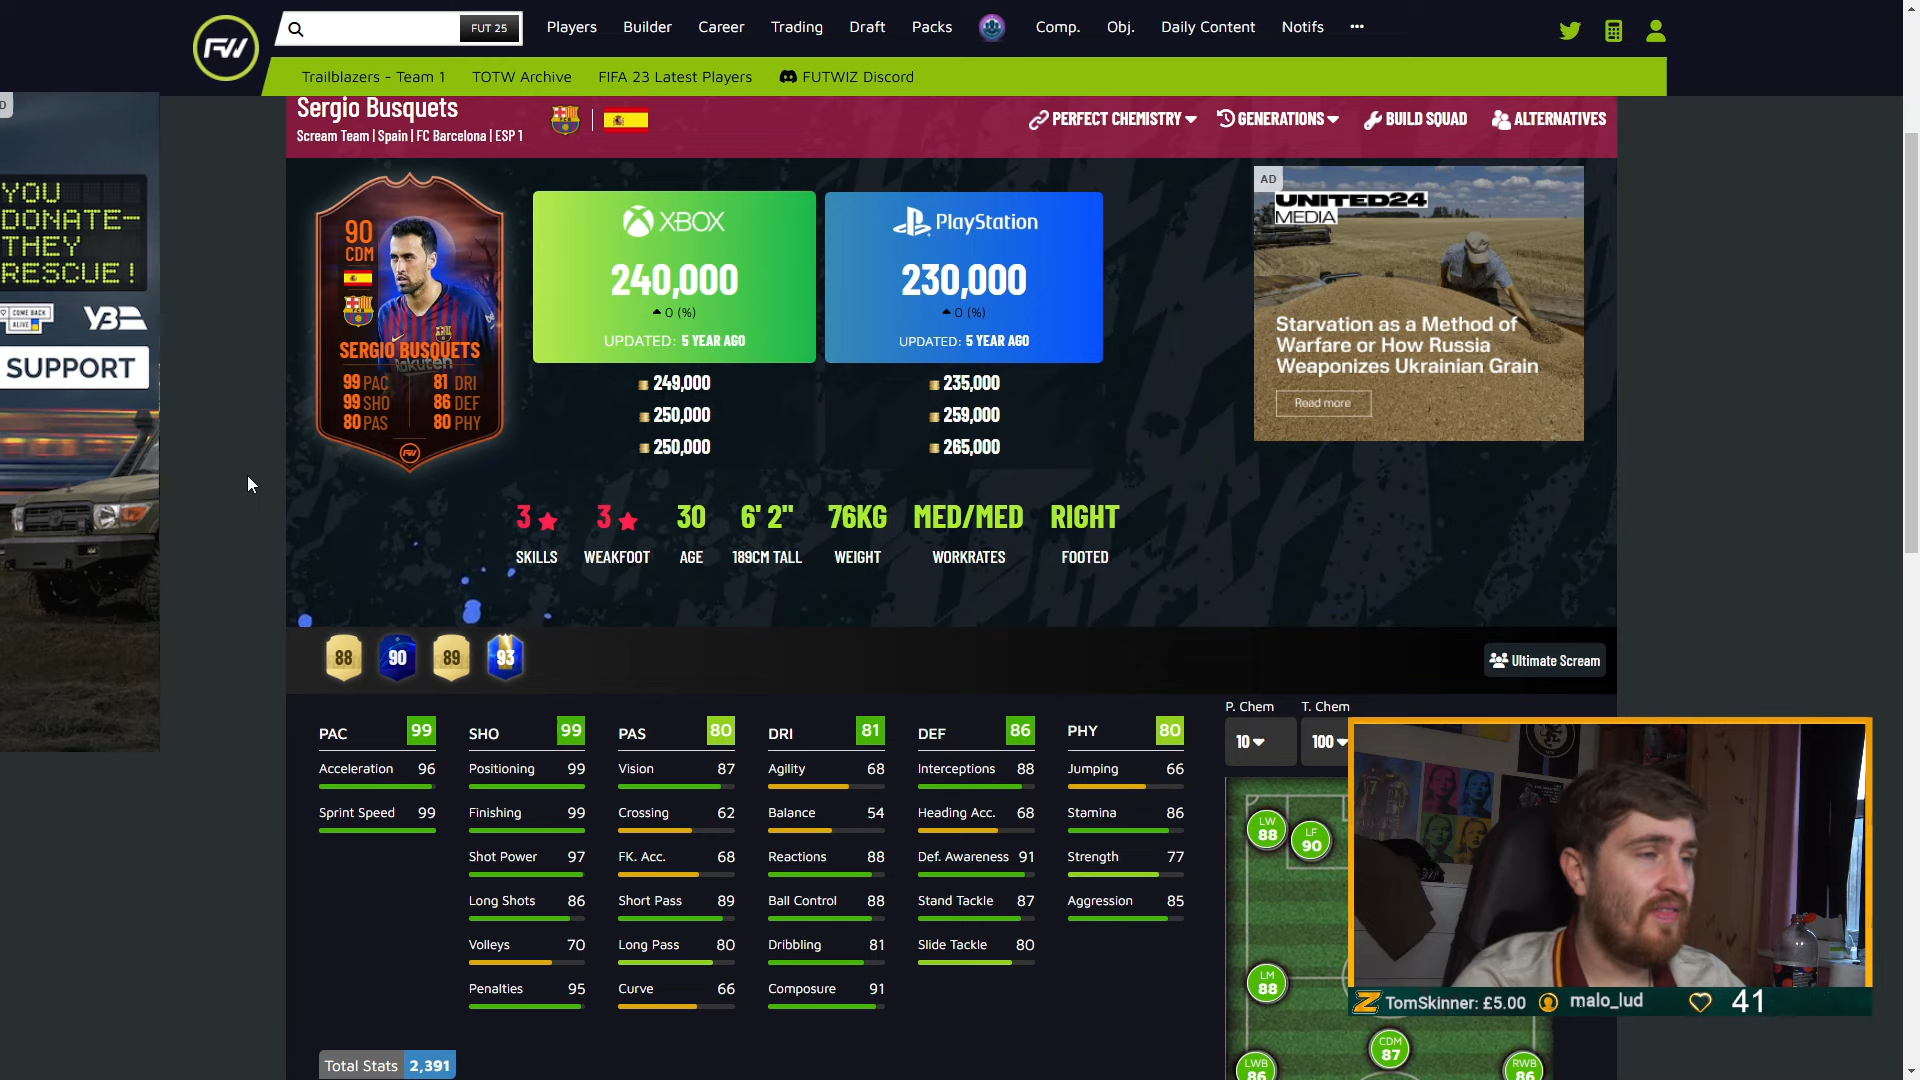 FUT 25
Players
Builder
Career
Trading
Draft
Packs
Comp.
Obj.
Daily Content
Notifs
FW
Trailblazers - Team 1
TOTW Archive
FIFA 23 Latest Players
FUTWIZ Discord
Sergio Busquets
Scream Team | Spain | FC Barcelona | ESP 1
PERFECT CHEMISTRY
GENERATIONS
BUILD SQUAD
ALTERNATIVES
YOU
DONATE-
THEY
RESCUE!
COME BACK
ALIVE
SUPPORT
90
CDM
SERGIO BUSQUETS
Rakuten
99 PAC
81 DRI
99 SHO
86 DEF
80 PAS
80 PHY
FW
XBOX
240,000
0 (%)
UPDATED: 5 YEAR AGO
249,000
250,000
250,000
PlayStation
230,000
0 (%)
UPDATED: 5 YEAR AGO
235,000
259,000
265,000
AD
UNITED24
MEDIA
Starvation as a Method of
Warfare or How Russia
Weaponizes Ukrainian Grain
Read more
3
SKILLS
3
WEAKFOOT
30
AGE
6' 2"
189CM TALL
76KG
WEIGHT
MED/MED
WORKRATES
RIGHT
FOOTED
88
90
89
93
Ultimate Scream
PAC 99
Acceleration 96
Sprint Speed 99
SHO 99
Positioning 99
Finishing 99
Shot Power 97
Long Shots 86
Volleys 70
Penalties 95
PAS 80
Vision 87
Crossing 62
FK. Acc. 68
Short Pass 89
Long Pass 80
Curve 66
DRI 81
Agility 68
Balance 54
Reactions 88
Ball Control 88
Dribbling 81
Composure 91
DEF 86
Interceptions 88
Heading Acc. 68
Def. Awareness 91
Stand Tackle 87
Slide Tackle 80
PHY 80
Jumping 66
Stamina 86
Strength 77
Aggression 85
P. Chem
T. Chem
10
100
LW
88
LF
90
LM
88
CDM
87
LWB
86
RWB
86
TomSkinner: £5.00
malo_lud
41
Total Stats 2,391